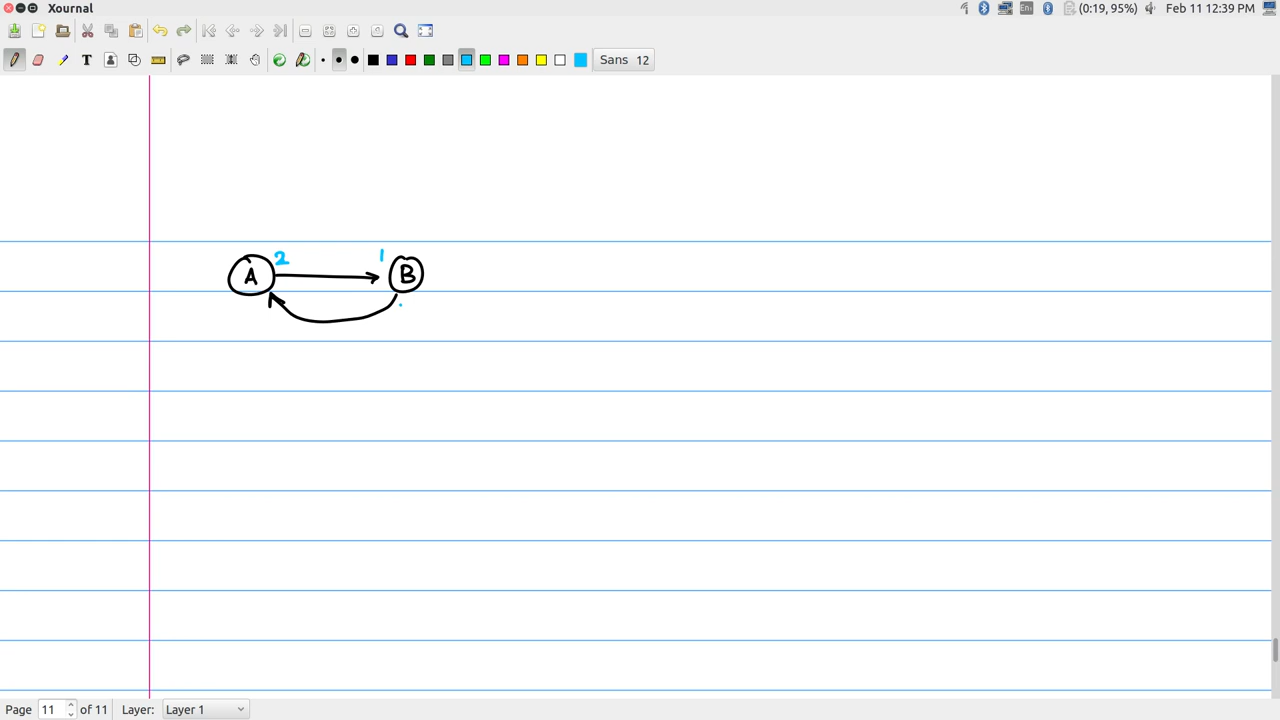 Xournal
En (0:19, 95%) Feb 11 12:39 PM
T Sans 12
2 1
A B
Page 11 of 11 Layer: Layer 1